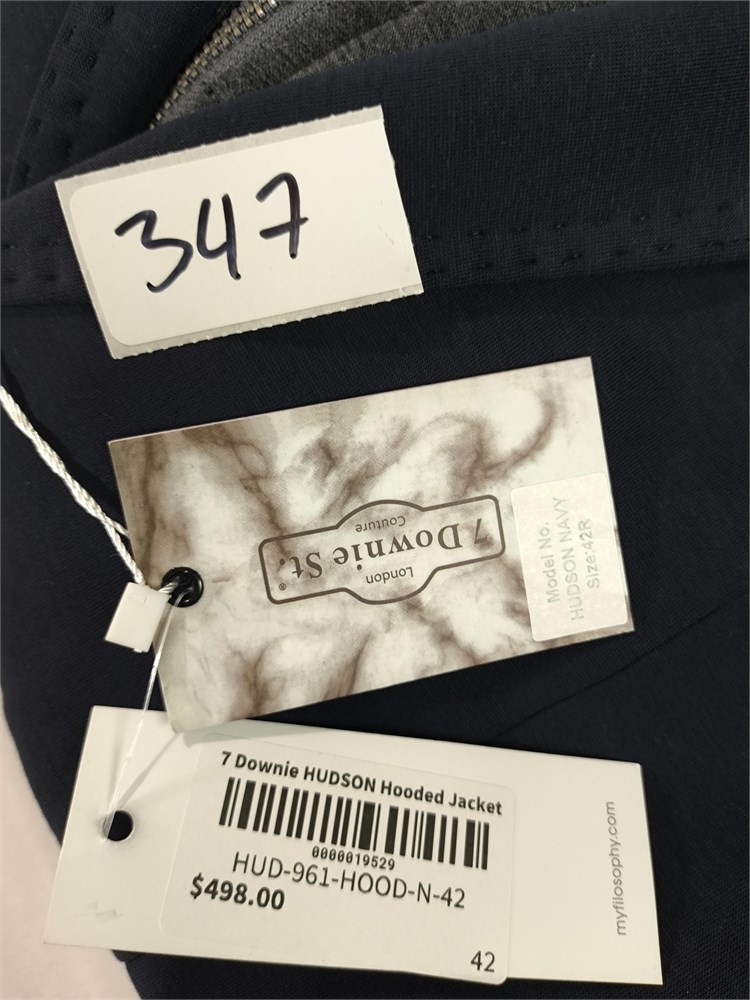 347
London
7 Downie St.®
Couture
Model No.
HUDSON NAVY
Size:42R
7 Downie HUDSON Hooded Jacket
0000019529
HUD-961-HOOD-N-42
$498.00
42
myfilosophy.com